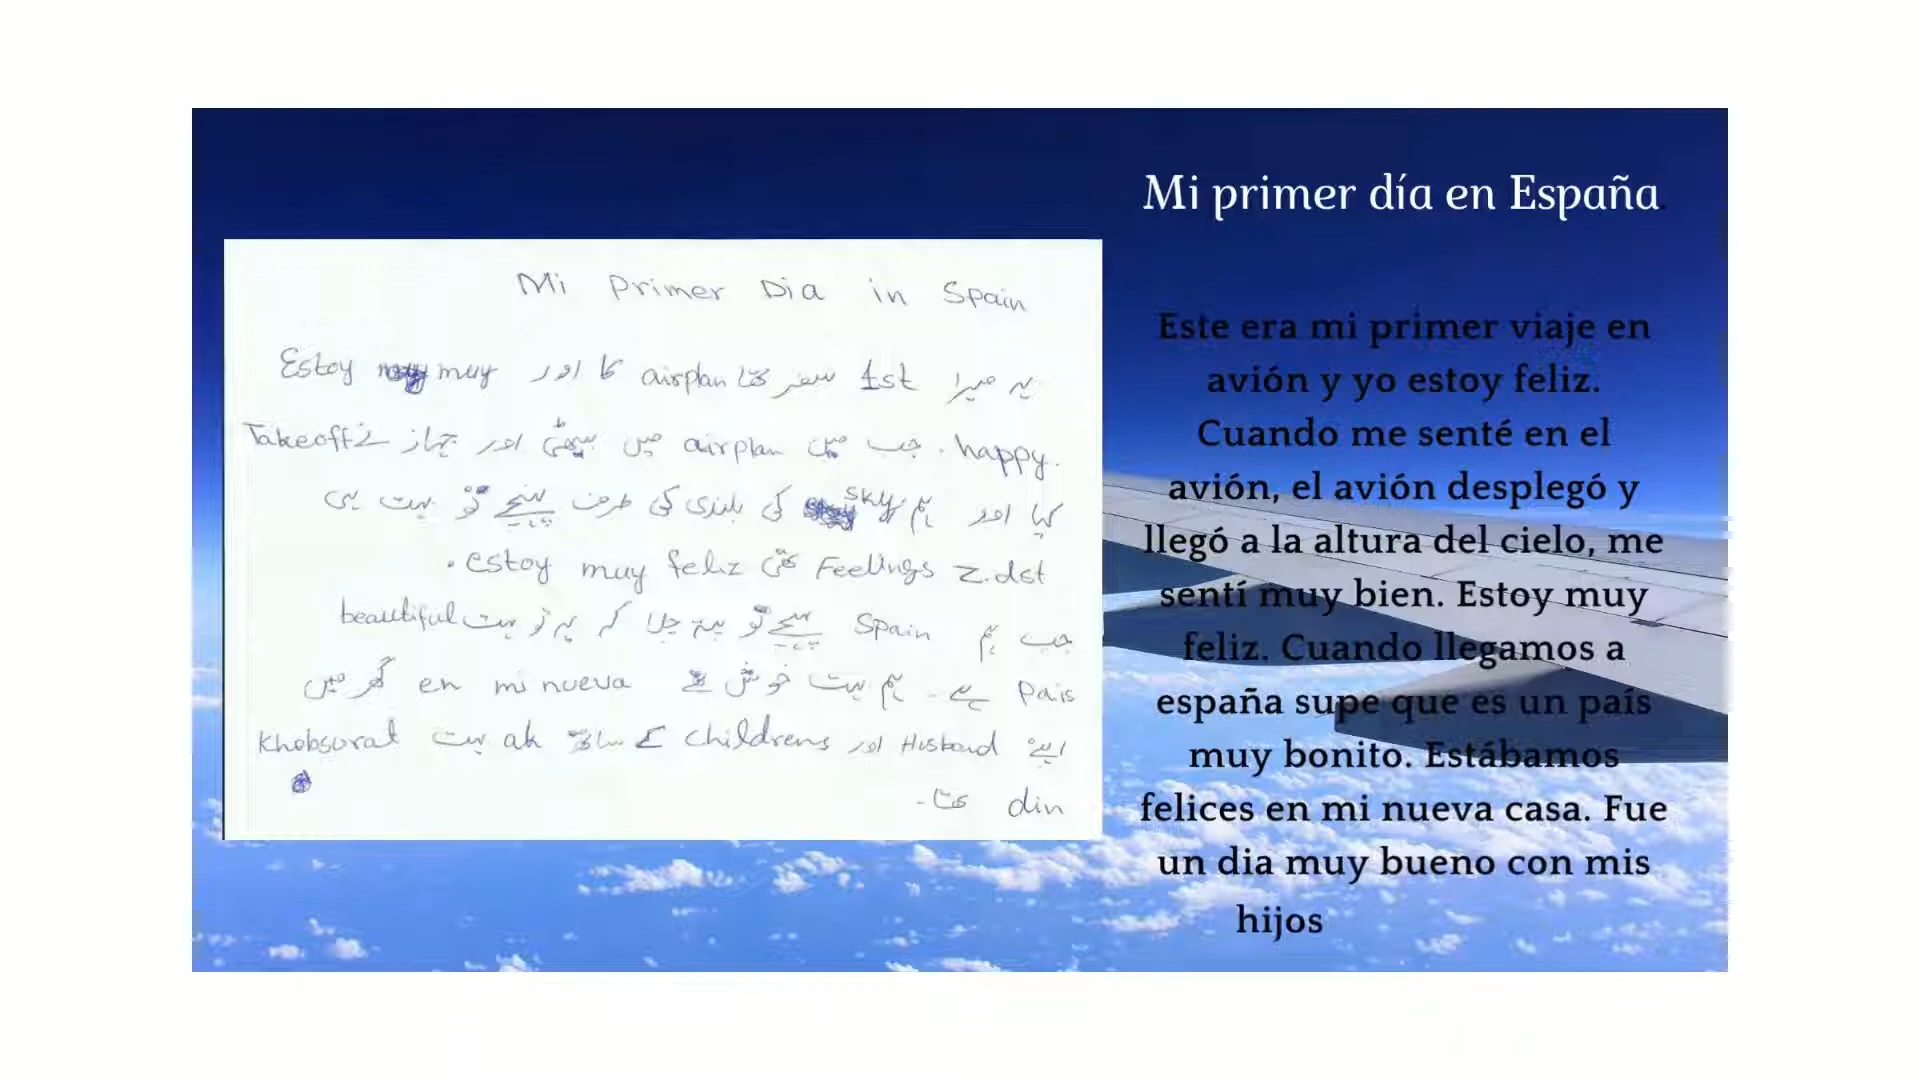 Mi Primer Dia in Spain
یہ میرا 1st سفر تھا airplan کا اور Estoy muy
happy. جب میں airplan میں بیٹھی اور جہاز نے Takeoff
کیا اور ہم sky کی بلندی کی طرف پہنچے تو بہت ہی
z.dst Feelings تھی estoy muy feliz.
جب ہم Spain پہنچے تو پتہ چلا کہ یہ تو بہت beautiful
Pais ہے۔ ہم بہت خوش تھے en mi nueva گھر میں
اپنے Husband اور childrens کے ساتھ ak بہت Khobsurat
din تھا۔
Mi primer día en España
Este era mi primer viaje en
avión y yo estoy feliz.
Cuando me senté en el
avión, el avión desplegó y
llegó a la altura del cielo, me
sentí muy bien. Estoy muy
feliz. Cuando llegamos a
españa supe que es un país
muy bonito. Estábamos
felices en mi nueva casa. Fue
un dia muy bueno con mis
hijos